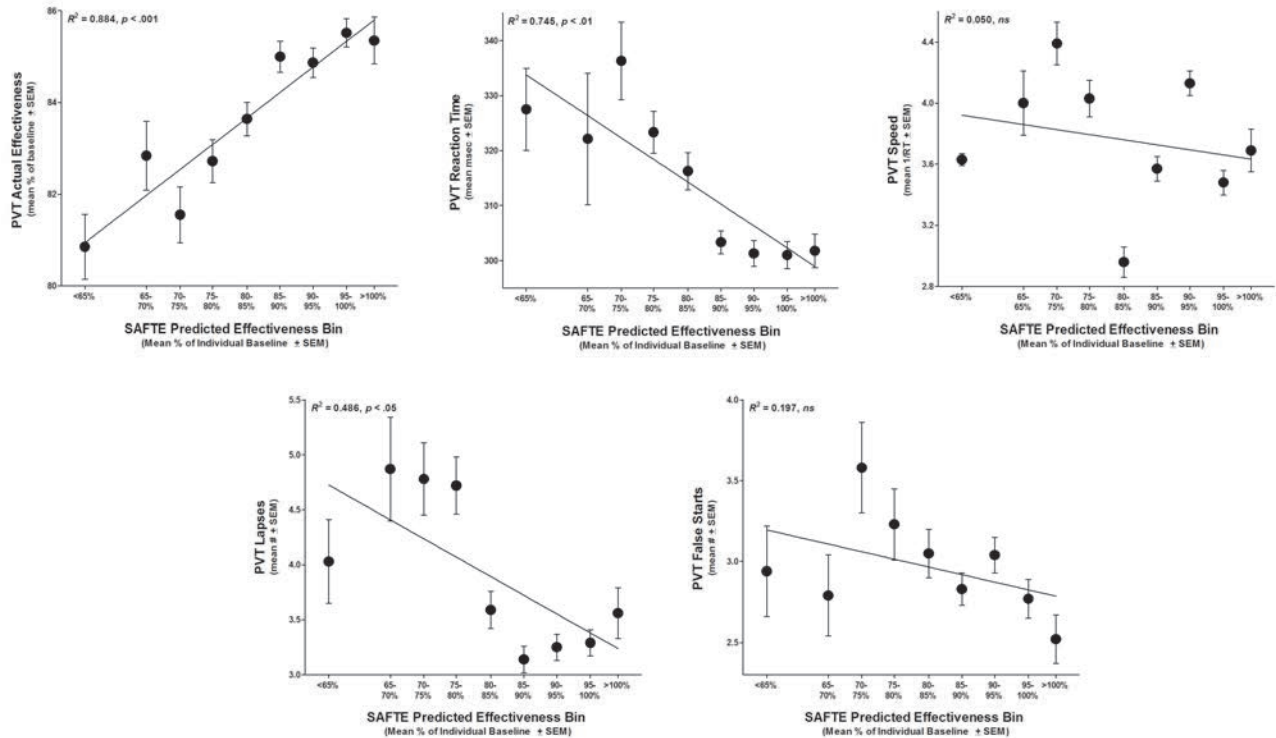 R² = 0.884, p < .001
PVT Actual Effectiveness
(mean % of baseline ± SEM)
86
84
82
80
<65% 65- 70- 75- 80- 85- 90- 95- >100%
70% 75% 80% 85% 90% 95% 100%
SAFTE Predicted Effectiveness Bin
(Mean % of Individual Baseline ± SEM)
R² = 0.745, p < .01
PVT Reaction Time
(mean msec ± SEM)
340
330
320
310
300
<65% 65- 70- 75- 80- 85- 90- 95- >100%
70% 75% 80% 85% 90% 95% 100%
SAFTE Predicted Effectiveness Bin
(Mean % of Individual Baseline ± SEM)
R² = 0.050, ns
PVT Speed
(mean 1/RT ± SEM)
4.4
4.0
3.6
3.2
2.8
<65% 65- 70- 75- 80- 85- 90- 95- >100%
65% 75% 80% 85% 90% 95% 100%
SAFTE Predicted Effectiveness Bin
(Mean % of Individual Baseline ± SEM)
R² = 0.486, p < .05
PVT Lapses
(mean # ± SEM)
5.5
5.0
4.5
4.0
3.5
3.0
<65% 65- 70- 75- 80- 85- 90- 95- >100%
70% 75% 80% 85% 90% 95% 100%
SAFTE Predicted Effectiveness Bin
(Mean % of Individual Baseline ± SEM)
R² = 0.197, ns
PVT False Starts
(mean # ± SEM)
4.0
3.5
3.0
2.5
<65% 65- 70- 75- 80- 85- 90- 95- >100%
70% 75% 80% 85% 90% 95% 100%
SAFTE Predicted Effectiveness Bin
(Mean % of Individual Baseline ± SEM)